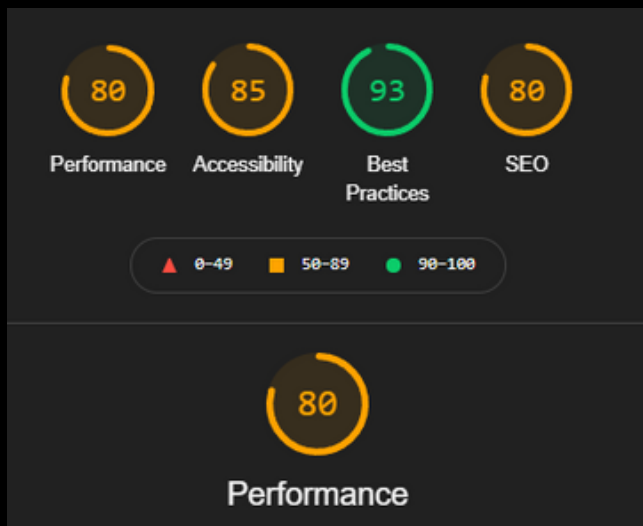 80 85 93 80
Performance Accessibility Best Practices SEO
0–49 50–89 90–100
80
Performance